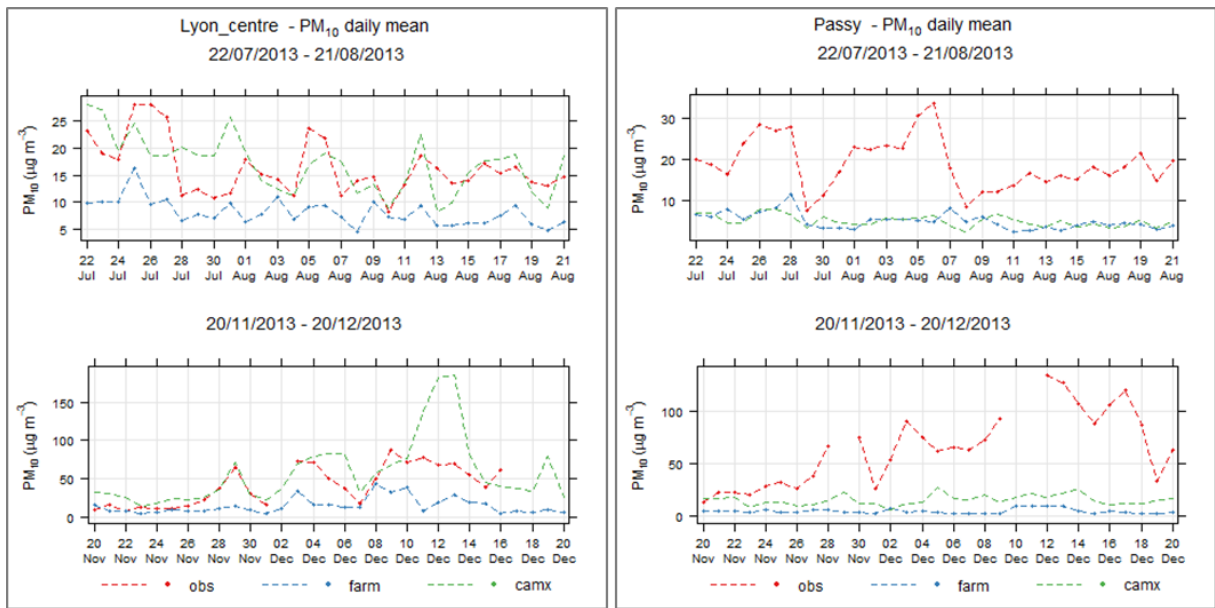 Lyon_centre - PM10 daily mean
22/07/2013 - 21/08/2013
PM10 (µg m−3)
25
20
15
10
5
22 24 26 28 30 01 03 05 07 09 11 13 15 17 19 21
Jul Jul Jul Jul Jul Aug Aug Aug Aug Aug Aug Aug Aug Aug Aug Aug
20/11/2013 - 20/12/2013
PM10 (µg m−3)
150
100
50
0
20 22 24 26 28 30 02 04 06 08 10 12 14 16 18 20
Nov Nov Nov Nov Nov Nov Dec Dec Dec Dec Dec Dec Dec Dec Dec Dec
obs farm camx
Passy - PM10 daily mean
22/07/2013 - 21/08/2013
PM10 (µg m−3)
30
20
10
22 24 26 28 30 01 03 05 07 09 11 13 15 17 19 21
Jul Jul Jul Jul Jul Aug Aug Aug Aug Aug Aug Aug Aug Aug Aug Aug
20/11/2013 - 20/12/2013
PM10 (µg m−3)
100
50
0
20 22 24 26 28 30 02 04 06 08 10 12 14 16 18 20
Nov Nov Nov Nov Nov Nov Dec Dec Dec Dec Dec Dec Dec Dec Dec Dec
obs farm camx